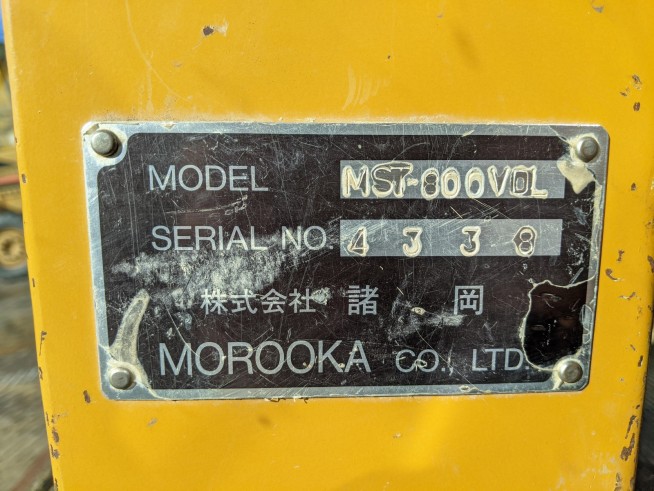 MODEL MST-800VDL
SERIAL NO. 4338
株式会社 諸岡
MOROOKA CO., LTD.